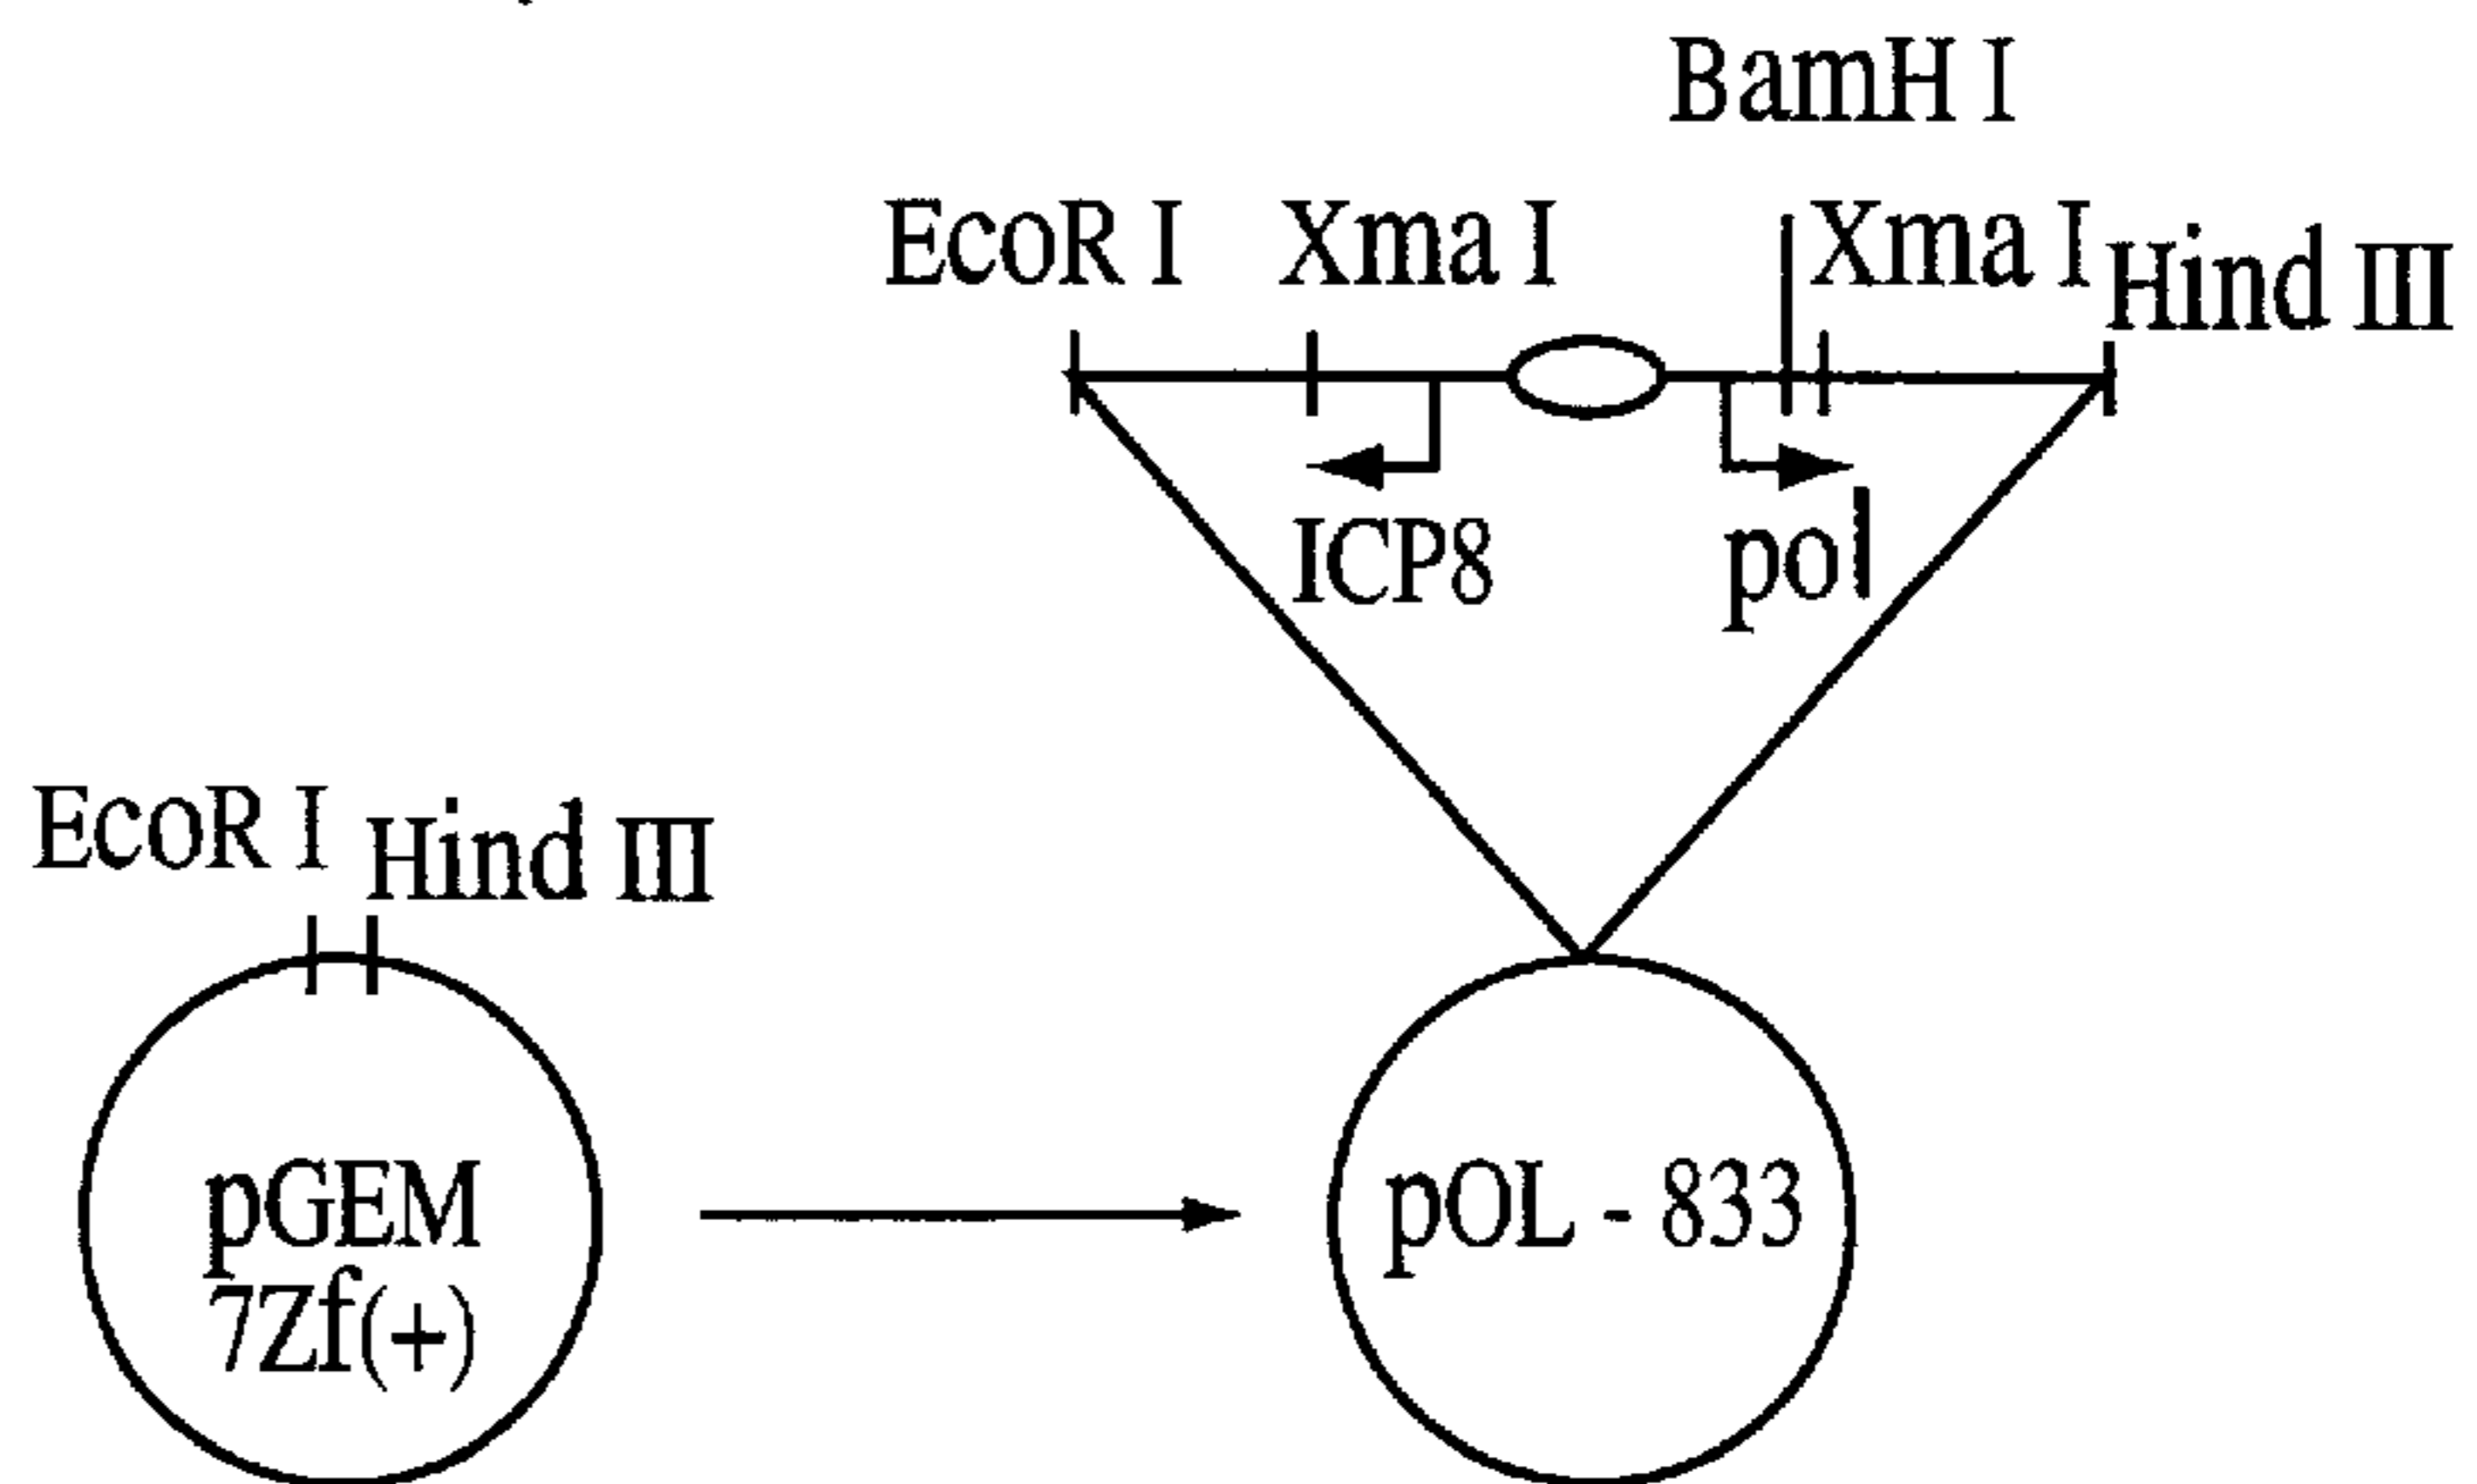 BamH I
EcoR I Xma I Xma I Hind III
ICP8 pol
EcoR I Hind III
pGEM
7Zf(+)
pOL - 833